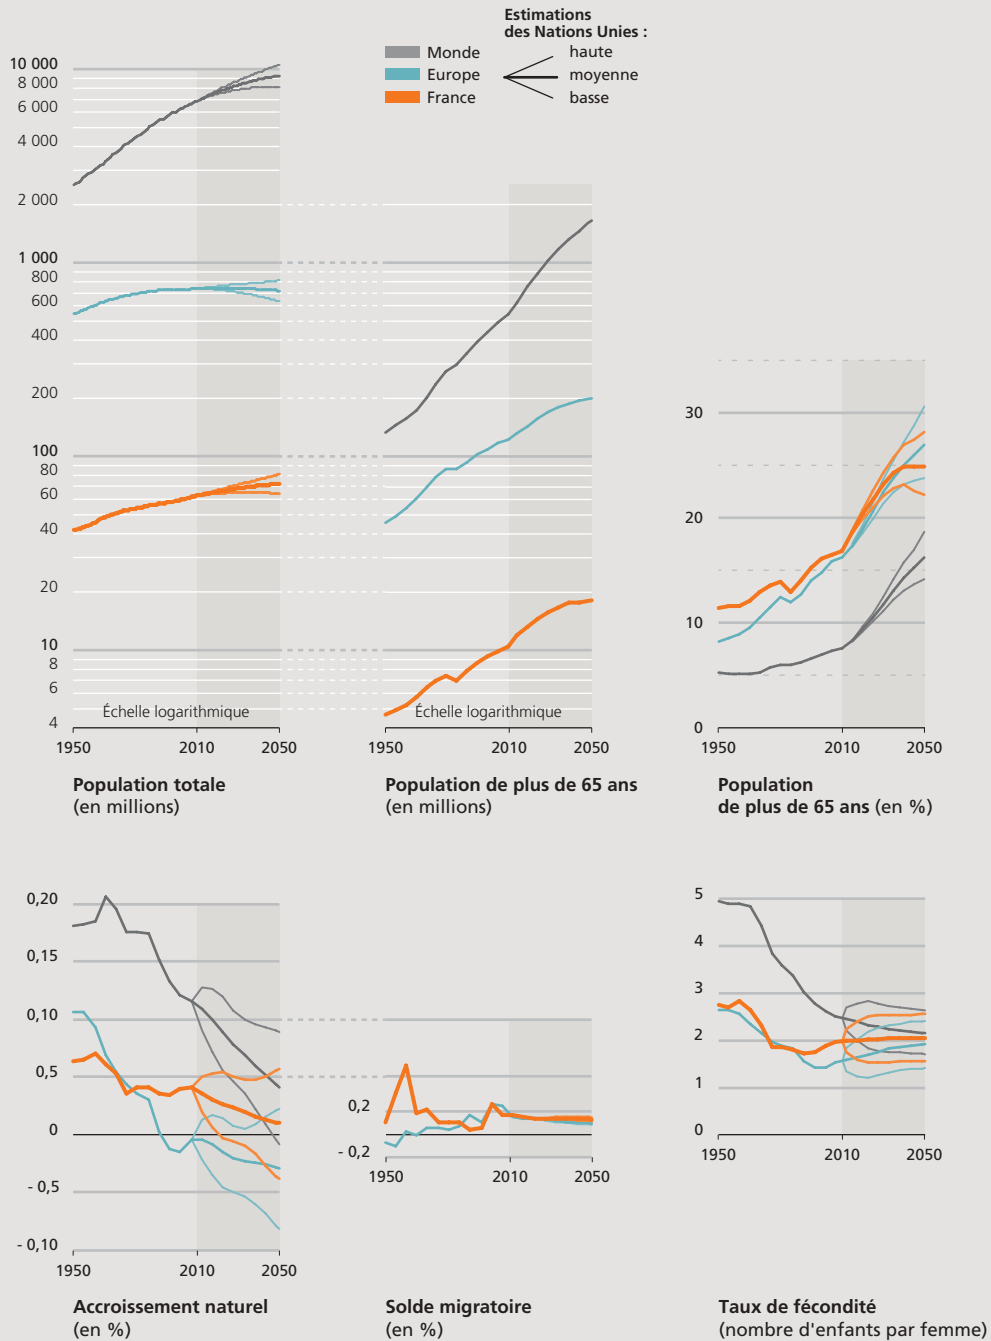 Estimations
des Nations Unies :
Monde
Europe
France
haute
moyenne
basse
10 000
8 000
6 000
4 000
2 000
1 000
800
600
400
200
100
80
60
40
20
10
8
6
4
Échelle logarithmique
1950
2010
2050
Population totale
(en millions)
Échelle logarithmique
1950
2010
2050
Population de plus de 65 ans
(en millions)
30
20
10
0
1950
2010
2050
Population
de plus de 65 ans (en %)
0,20
0,15
0,10
0,5
0
- 0,5
- 0,10
1950
2010
2050
Accroissement naturel
(en %)
0,2
- 0,2
1950
2010
2050
Solde migratoire
(en %)
5
4
3
2
1
0
1950
2010
2050
Taux de fécondité
(nombre d'enfants par femme)